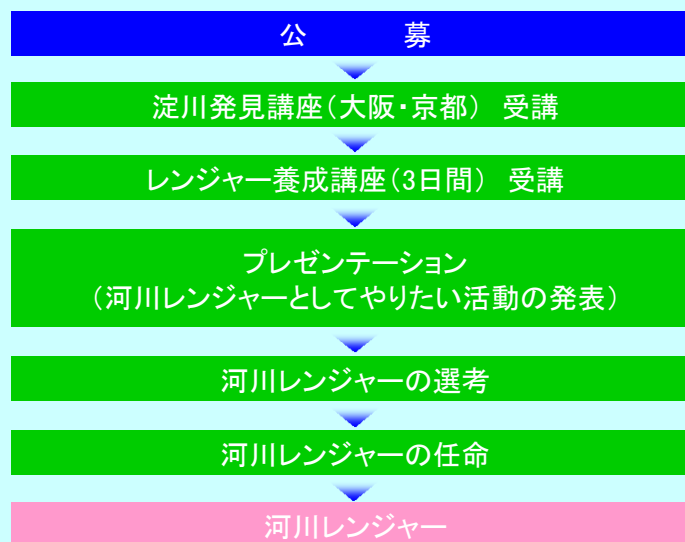 公　募
淀川発見講座（大阪・京都）　受講
レンジャー養成講座（3日間）　受講
プレゼンテーション
（河川レンジャーとしてやりたい活動の発表）
河川レンジャーの選考
河川レンジャーの任命
河川レンジャー